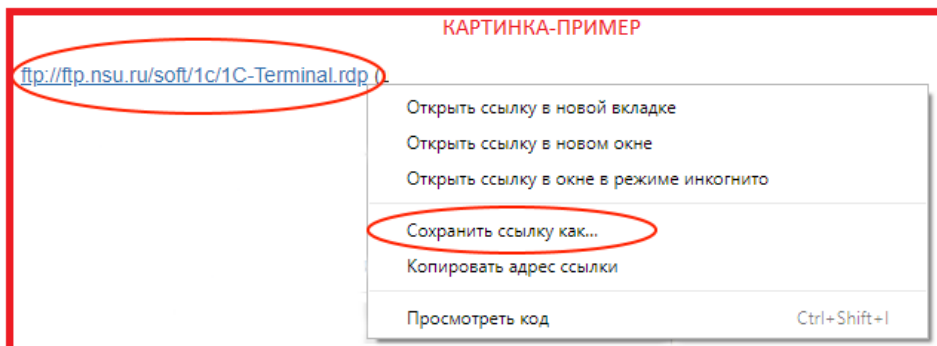 КАРТИНКА-ПРИМЕР
ftp://ftp.nsu.ru/soft/1c/1C-Terminal.rdp (
Открыть ссылку в новой вкладке
Открыть ссылку в новом окне
Открыть ссылку в окне в режиме инкогнито
Сохранить ссылку как...
Копировать адрес ссылки
Просмотреть код Ctrl+Shift+I